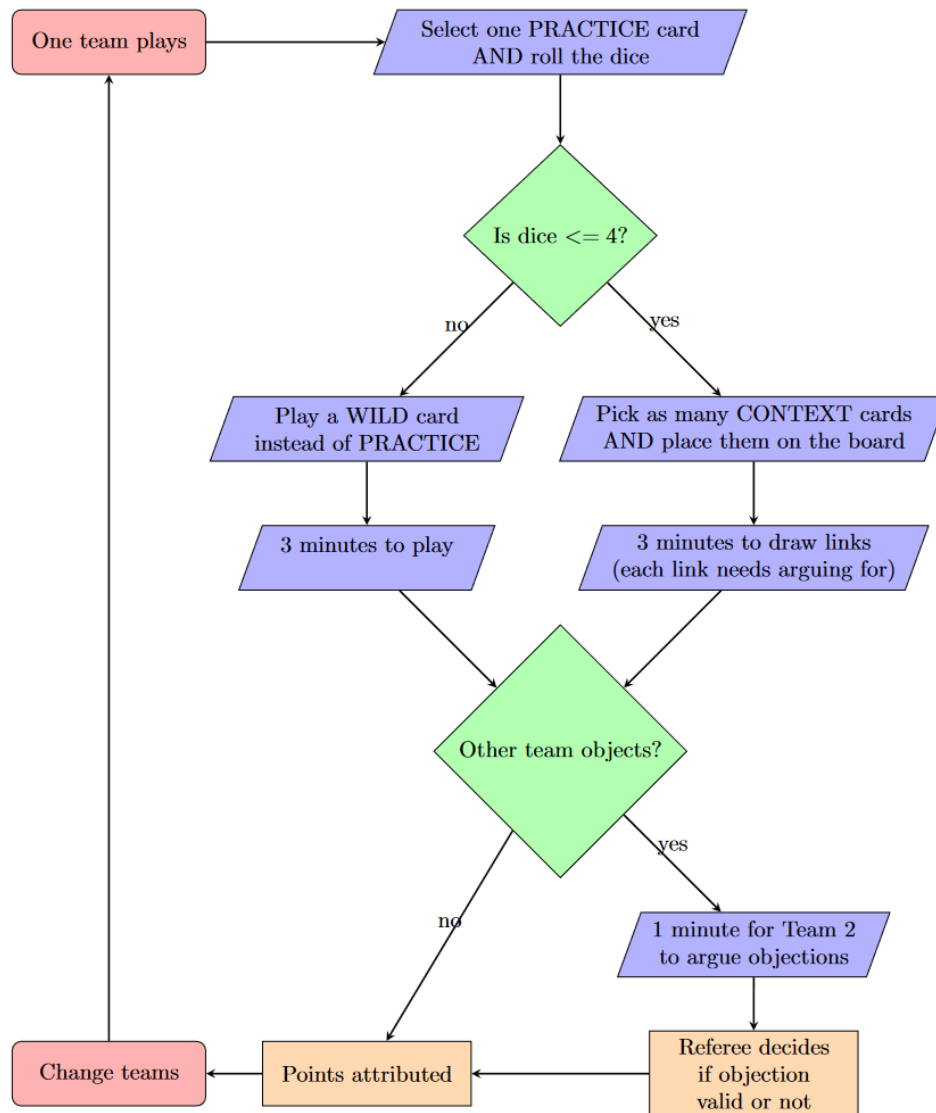 One team plays
Select one PRACTICE card
AND roll the dice
Is dice <= 4?
no
yes
Play a WILD card
instead of PRACTICE
Pick as many CONTEXT cards
AND place them on the board
3 minutes to play
3 minutes to draw links
(each link needs arguing for)
Other team objects?
yes
no
1 minute for Team 2
to argue objections
Change teams
Points attributed
Referee decides
if objection
valid or not